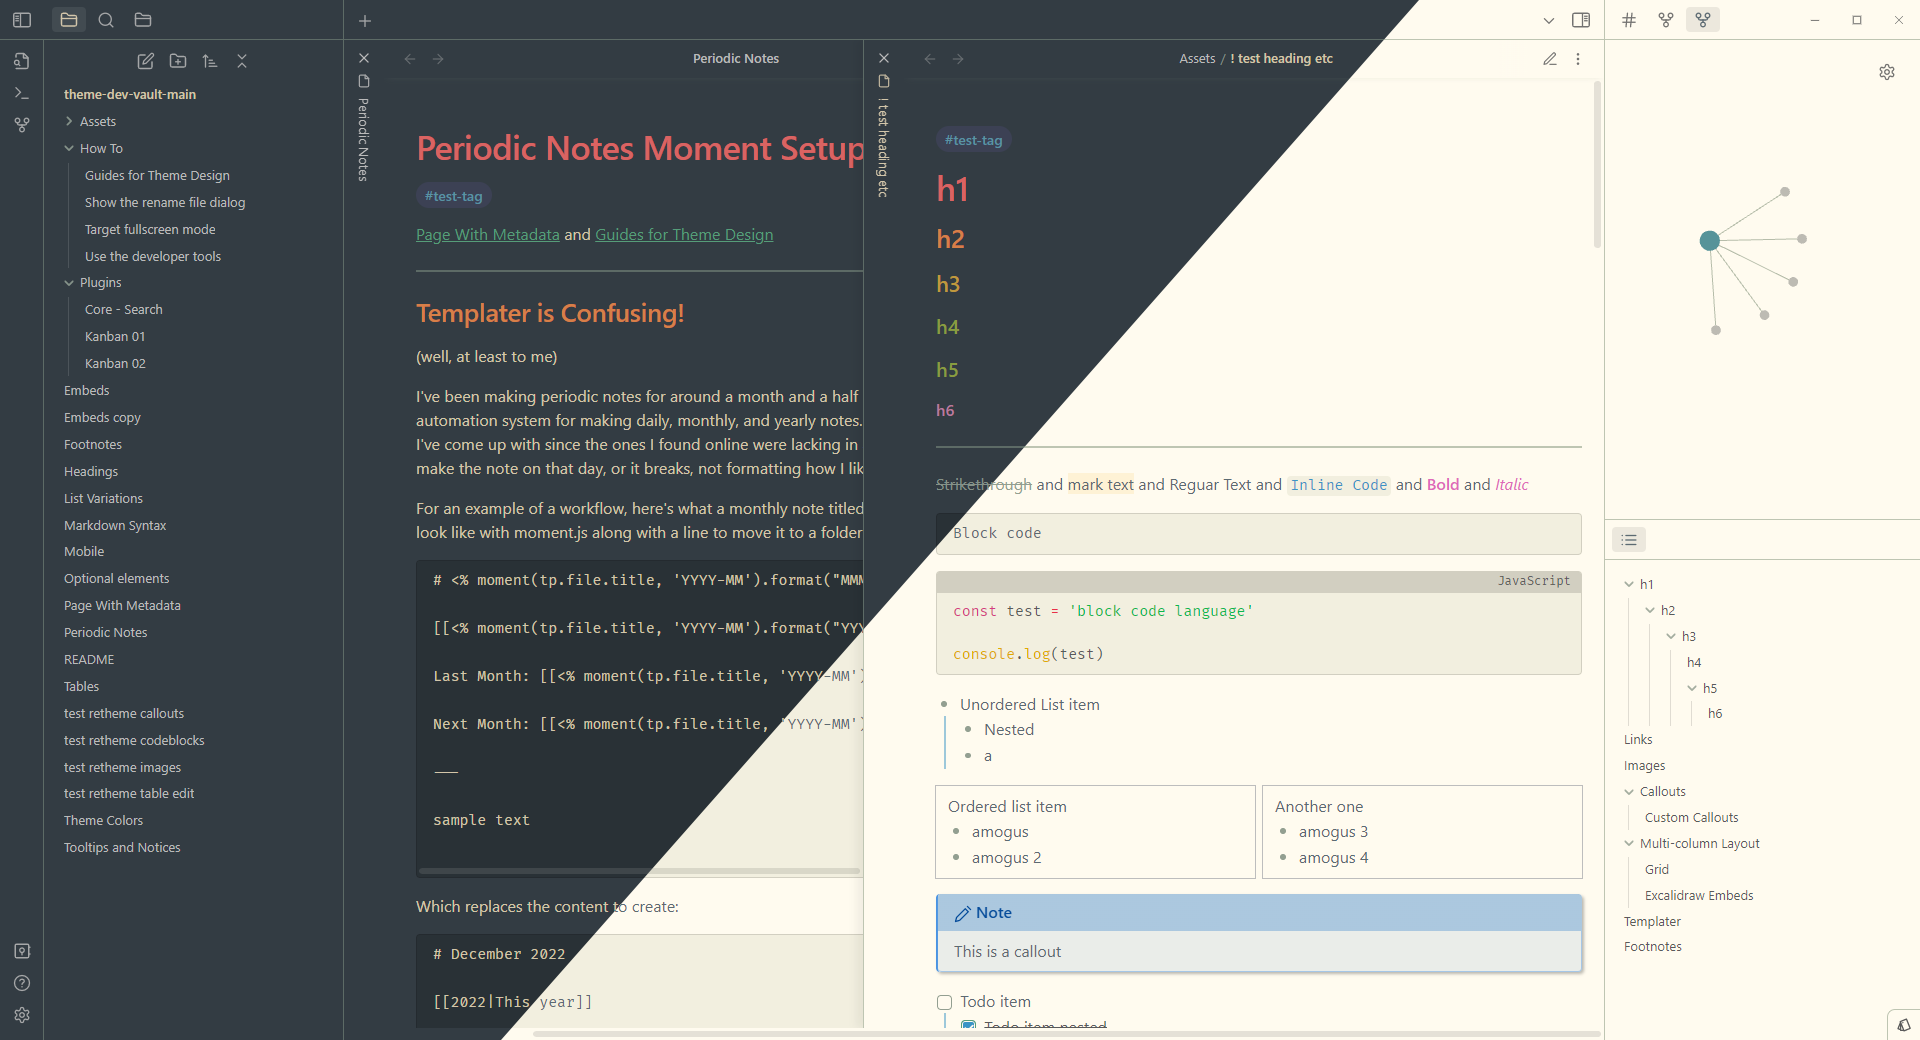 theme-dev-vault-main
Assets
How To
Guides for Theme Design
Show the rename file dialog
Target fullscreen mode
Use the developer tools
Plugins
Core - Search
Kanban 01
Kanban 02
Embeds
Embeds copy
Footnotes
Headings
List Variations
Markdown Syntax
Mobile
Optional elements
Page With Metadata
Periodic Notes
README
Tables
test retheme callouts
test retheme codeblocks
test retheme images
test retheme table edit
Theme Colors
Tooltips and Notices
Periodic Notes
Periodic Notes
Periodic Notes Moment Setup
#test-tag
Page With Metadata and Guides for Theme Design
Templater is Confusing!
(well, at least to me)
I've been making periodic notes for around a month and a half
automation system for making daily, monthly, and yearly notes.
I've come up with since the ones I found online were lacking in
make the note on that day, or it breaks, not formatting how I lik
For an example of a workflow, here's what a monthly note titled
look like with moment.js along with a line to move it to a folder
# <% moment(tp.file.title, 'YYYY-MM').format("MMM
[[<% moment(tp.file.title, 'YYYY-MM').format("YYY
Last Month: [[<% moment(tp.file.title, 'YYYY-MM')
Next Month: [[<% moment(tp.file.title, 'YYYY-MM')
---
sample text
Which replaces the content to create:
# December 2022
[[2022|This year]]
! test heading etc
Assets / ! test heading etc
#test-tag
h1
h2
h3
h4
h5
h6
Strikethrough and mark text and Reguar Text and Inline Code and Bold and Italic
Block code
JavaScript
const test = 'block code language'
console.log(test)
Unordered List item
Nested
a
Ordered list item
amogus
amogus 2
Another one
amogus 3
amogus 4
Note
This is a callout
Todo item
Todo item nested
h1
h2
h3
h4
h5
h6
Links
Images
Callouts
Custom Callouts
Multi-column Layout
Grid
Excalidraw Embeds
Templater
Footnotes